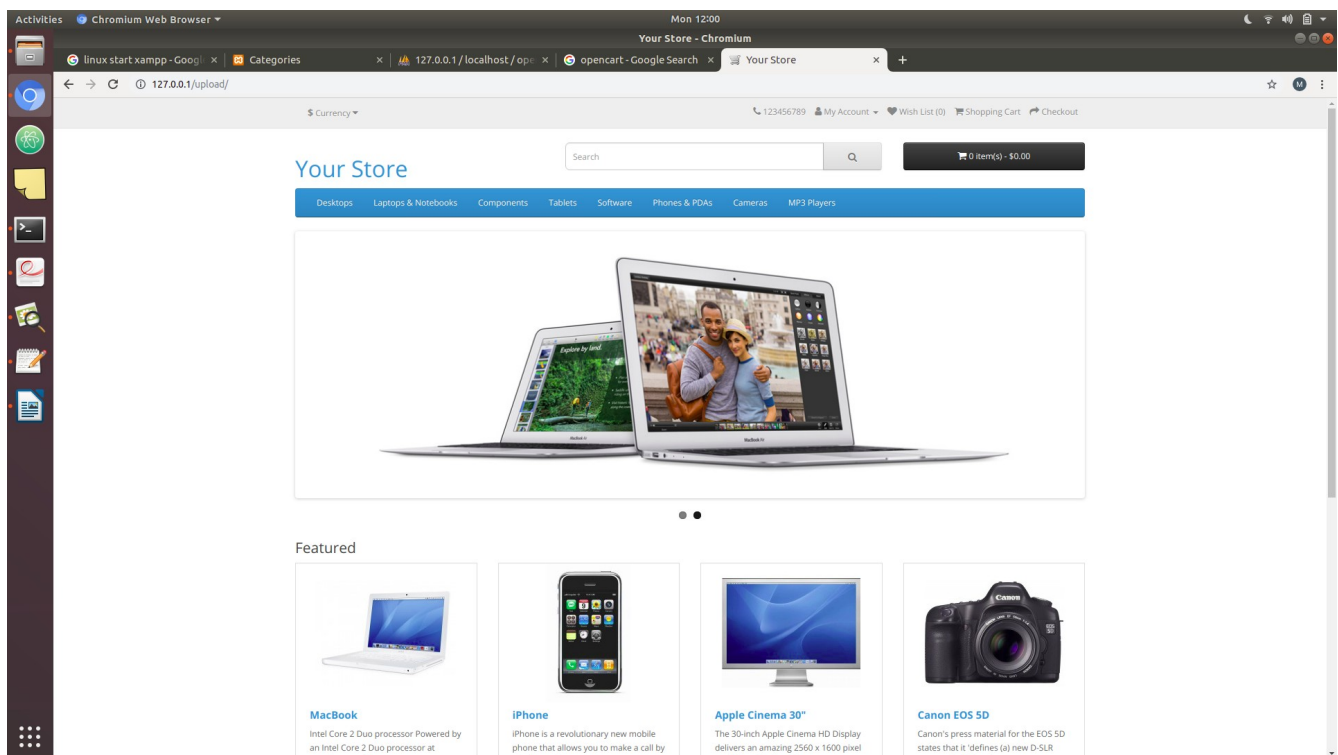 Activities Chromium Web Browser Mon 12:00
Your Store - Chromium
linux start xampp - Googl Categories 127.0.0.1 / localhost / ope opencart - Google Search Your Store
127.0.0.1/upload/ M
$ Currency 123456789 My Account Wish List (0) Shopping Cart Checkout
Your Store Search 0 item(s) - $0.00
Desktops Laptops & Notebooks Components Tablets Software Phones & PDAs Cameras MP3 Players
Explore by land.
MacBook Air MacBook Air
Featured
Canon
MacBook iPhone Apple Cinema 30" Canon EOS 5D
Intel Core 2 Duo processor Powered by iPhone is a revolutionary new mobile The 30-inch Apple Cinema HD Display Canon's press material for the EOS 5D
an Intel Core 2 Duo processor at phone that allows you to make a call by delivers an amazing 2560 x 1600 pixel states that it 'defines (a) new D-SLR